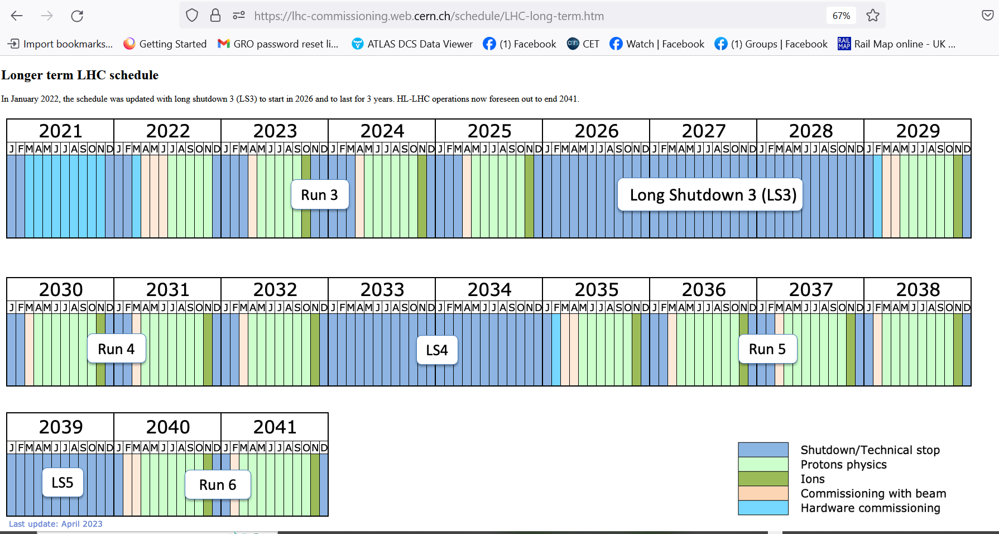 https://lhc-commissioning.web.cern.ch/schedule/LHC-long-term.htm 67%
Import bookmarks... Getting Started GRO password reset li... ATLAS DCS Data Viewer (1) Facebook cnrs CET Watch | Facebook (1) Groups | Facebook RAIL MAP Rail Map online - UK ...
Longer term LHC schedule
In January 2022, the schedule was updated with long shutdown 3 (LS3) to start in 2026 and to last for 3 years. HL-LHC operations now foreseen out to end 2041.
2021 2022 2023 2024 2025 2026 2027 2028 2029
J F M A M J J A S O N D J F M A M J J A S O N D J F M A M J J A S O N D J F M A M J J A S O N D J F M A M J J A S O N D J F M A M J J A S O N D J F M A M J J A S O N D J F M A M J J A S O N D J F M A M J J A S O N D
Run 3 Long Shutdown 3 (LS3)
2030 2031 2032 2033 2034 2035 2036 2037 2038
J F M A M J J A S O N D J F M A M J J A S O N D J F M A M J J A S O N D J F M A M J J A S O N D J F M A M J J A S O N D J F M A M J J A S O N D J F M A M J J A S O N D J F M A M J J A S O N D J F M A M J J A S O N D
Run 4 LS4 Run 5
2039 2040 2041
J F M A M J J A S O N D J F M A M J J A S O N D J F M A M J J A S O N D
LS5 Run 6
Shutdown/Technical stop
Protons physics
Ions
Commissioning with beam
Hardware commissioning
Last update: April 2023